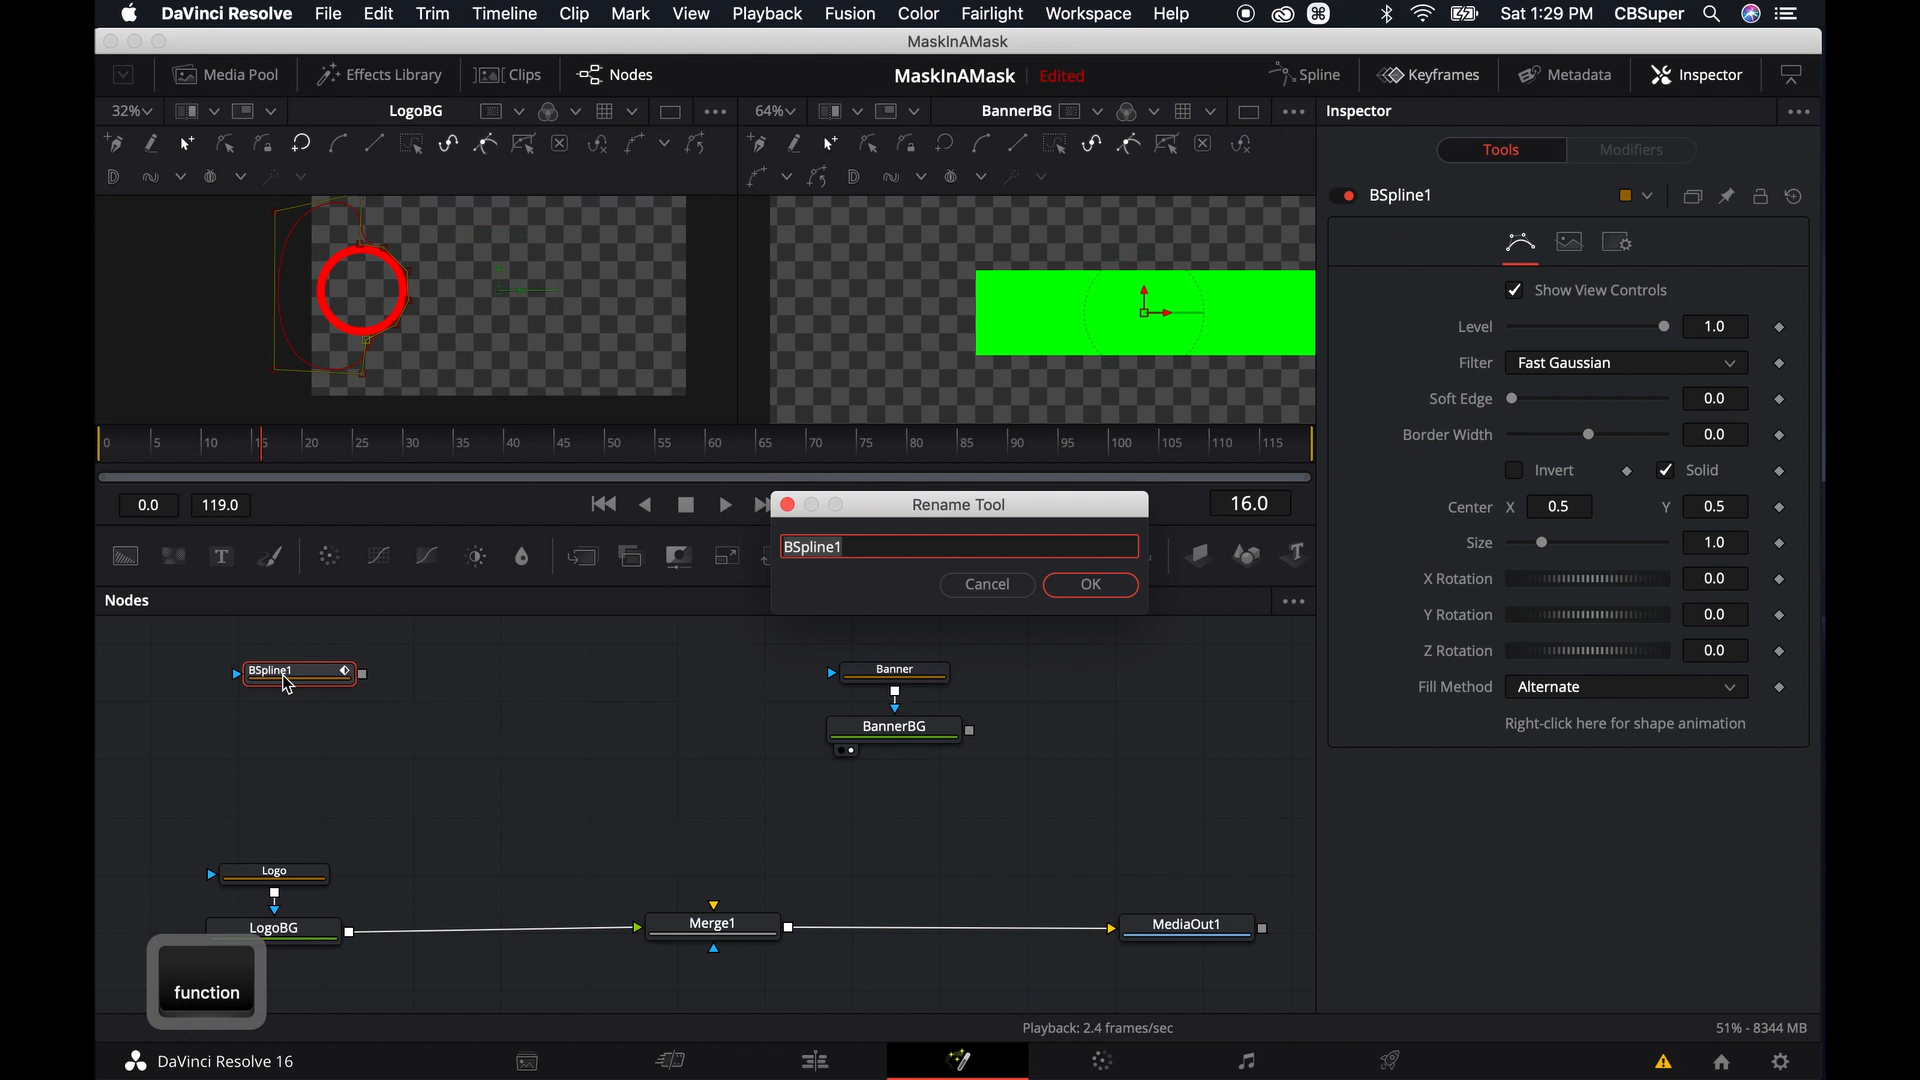 DaVinci Resolve File Edit Trim Timeline Clip Mark View Playback Fusion Color Fairlight Workspace Help Sat 1:29 PM CBSuper
MaskInAMask
Media Pool Effects Library Clips Nodes MaskInAMask Edited Spline Keyframes Metadata Inspector
32% LogoBG 64% BannerBG Inspector
Tools Modifiers
BSpline1
Show View Controls
Level 1.0
Filter Fast Gaussian
Soft Edge 0.0
Border Width 0.0
Invert Solid
Center X 0.5 Y 0.5
Size 1.0
X Rotation 0.0
Y Rotation 0.0
Z Rotation 0.0
Fill Method Alternate
Right-click here for shape animation
0 5 10 15 20 25 30 35 40 45 50 55 60 65 70 75 80 85 90 95 100 105 110 115
0.0 119.0 16.0
Rename Tool
BSpline1
Cancel OK
Nodes
BSpline1
Banner
BannerBG
Logo
LogoBG
Merge1
MediaOut1
function
Playback: 2.4 frames/sec 51% - 8344 MB
DaVinci Resolve 16